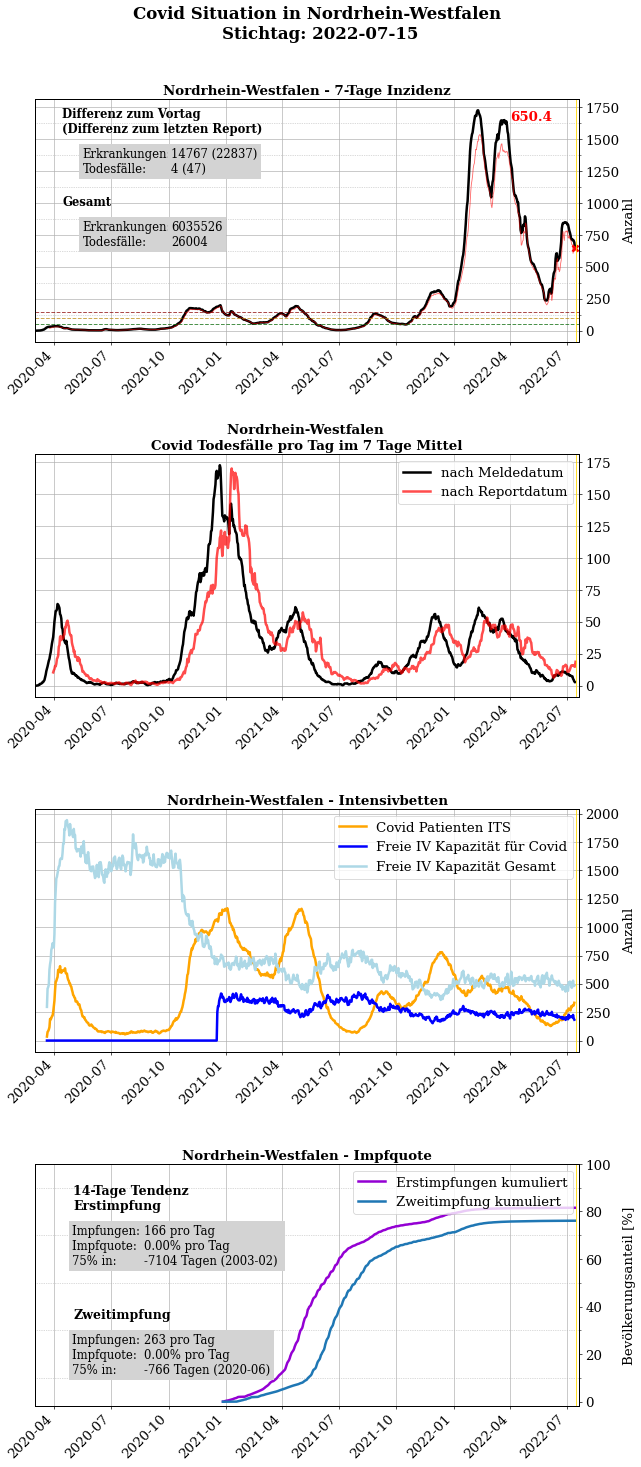 Covid Situation in Nordrhein-Westfalen
Stichtag: 2022-07-15
Nordrhein-Westfalen - 7-Tage Inzidenz
Differenz zum Vortag
(Differenz zum letzten Report)
Erkrankungen 14767 (22837)
Todesfälle: 4 (47)
Gesamt
Erkrankungen 6035526
Todesfälle: 26004
650.4
1750
1500
1250
1000
750
500
250
0
Anzahl
2020-04
2020-07
2020-10
2021-01
2021-04
2021-07
2021-10
2022-01
2022-04
2022-07
Nordrhein-Westfalen
Covid Todesfälle pro Tag im 7 Tage Mittel
nach Meldedatum
nach Reportdatum
175
150
125
100
75
50
25
0
2020-04
2020-07
2020-10
2021-01
2021-04
2021-07
2021-10
2022-01
2022-04
2022-07
Nordrhein-Westfalen - Intensivbetten
Covid Patienten ITS
Freie IV Kapazität für Covid
Freie IV Kapazität Gesamt
2000
1750
1500
1250
1000
750
500
250
0
Anzahl
2020-04
2020-07
2020-10
2021-01
2021-04
2021-07
2021-10
2022-01
2022-04
2022-07
Nordrhein-Westfalen - Impfquote
Erstimpfungen kumuliert
Zweitimpfung kumuliert
14-Tage Tendenz
Erstimpfung
Impfungen: 166 pro Tag
Impfquote: 0.00% pro Tag
75% in: -7104 Tagen (2003-02)
Zweitimpfung
Impfungen: 263 pro Tag
Impfquote: 0.00% pro Tag
75% in: -766 Tagen (2020-06)
100
80
60
40
20
0
Bevölkerungsanteil [%]
2020-04
2020-07
2020-10
2021-01
2021-04
2021-07
2021-10
2022-01
2022-04
2022-07